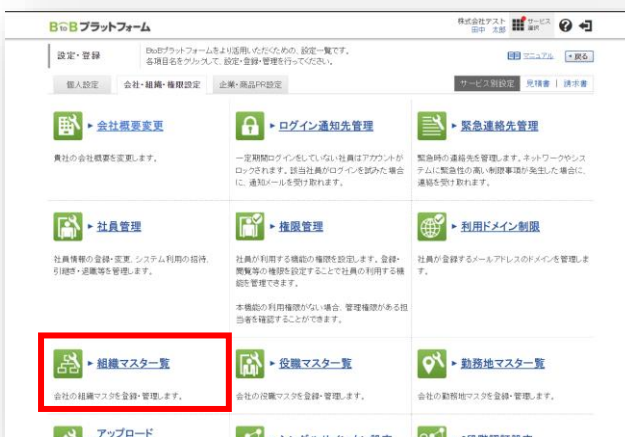 BtoBプラットフォーム
株式会社テスト
田中 太郎
サービス
選択
設定・登録
BtoBプラットフォームをより活用いただくための、設定一覧です。
各項目名をクリックして、設定・登録・管理を行ってください。
マニュアル
戻る
個人設定
会社・組織・権限設定
企業・商品PR設定
サービス別設定
見積書 | 請求書
会社概要変更
ログイン通知先管理
緊急連絡先管理
貴社の会社概要を変更します。
一定期間ログインをしていない社員はアカウントが
ロックされます。該当社員がログインを試みた場合
に、通知メールを受け取れます。
緊急時の連絡先を管理します。ネットワークやシス
テムに緊急性の高い制限事項が発生した場合に、
連絡を受け取れます。
社員管理
権限管理
利用ドメイン制限
社員情報の登録・変更、システム利用の招待、
引継ぎ・退職等を管理します。
社員が利用する機能の権限を設定します。登録・
閲覧等の権限を設定することで社員の利用する機
能を管理できます。
本機能の利用権限がない場合、管理権限がある担
当者を確認することができます。
社員が登録するメールアドレスのドメインを管理しま
す。
組織マスタ一覧
役職マスタ一覧
勤務地マスタ一覧
会社の組織マスタを登録・管理します。
会社の役職マスタを登録・管理します。
会社の勤務地マスタを登録・管理します。
アップロード